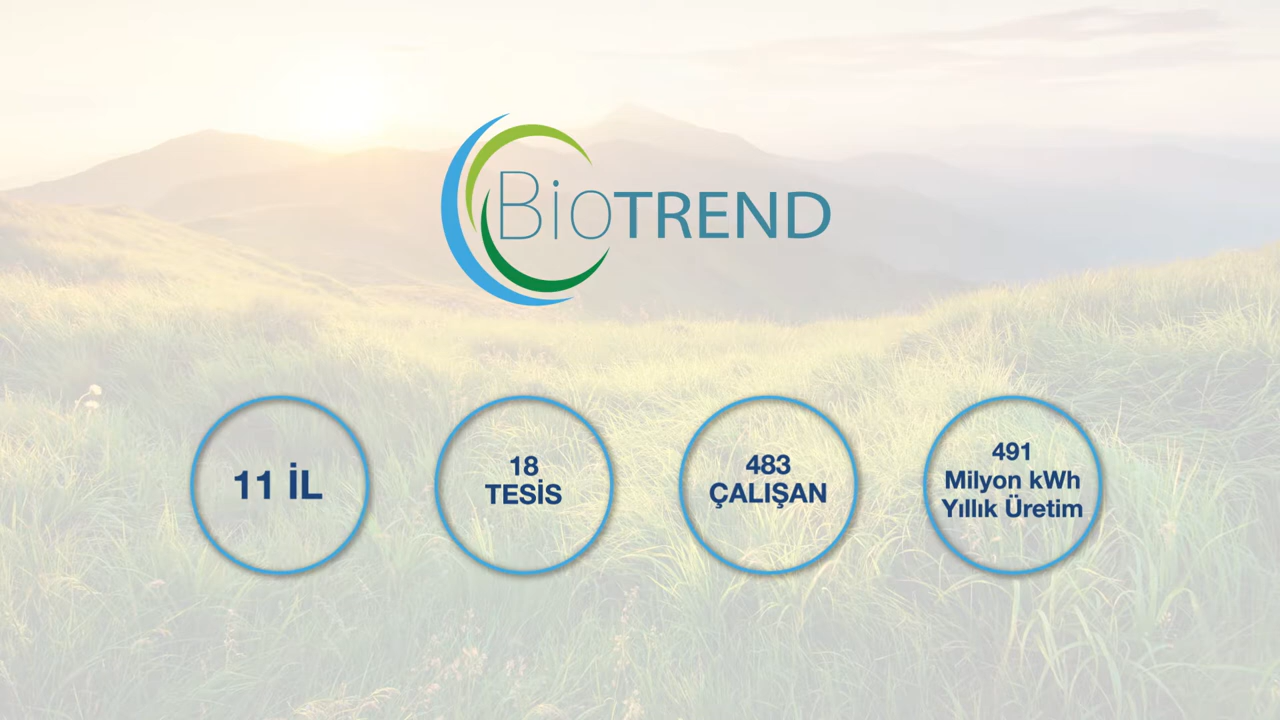 BioTREND
11 İL
18
TESİS
483
ÇALIŞAN
491
Milyon kWh
Yıllık Üretim